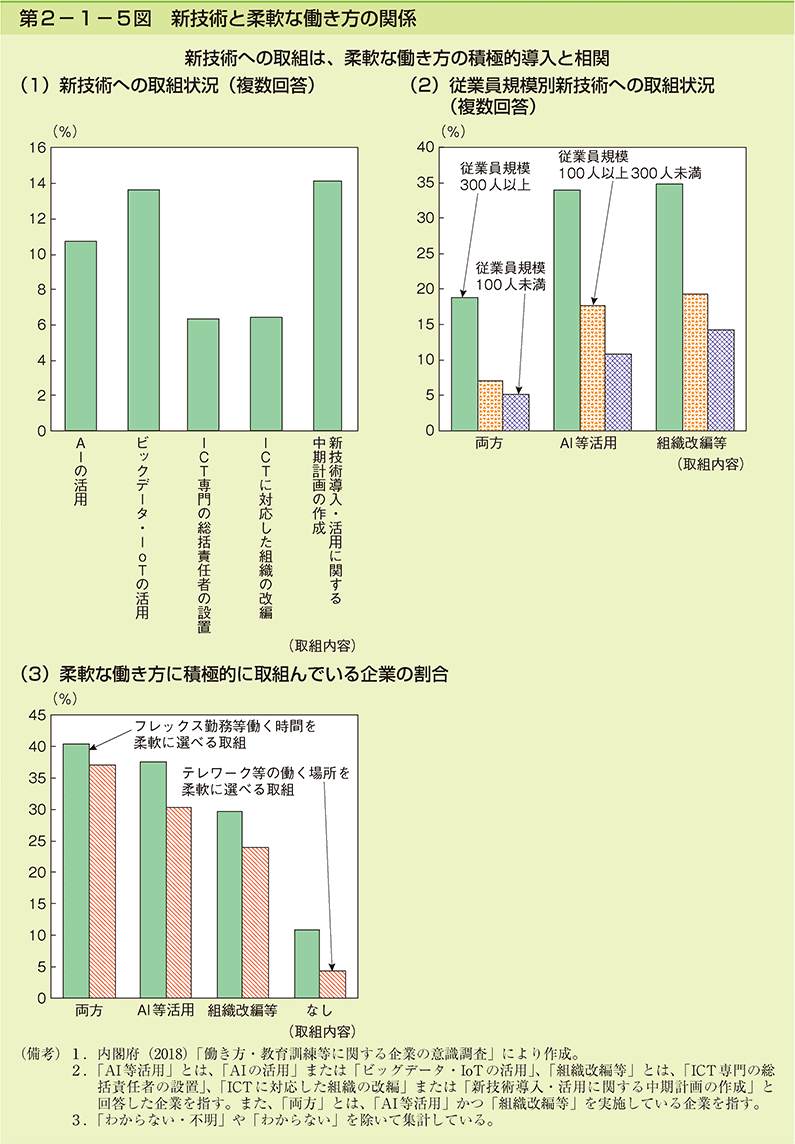 第2－1－5図　新技術と柔軟な働き方の関係
新技術への取組は、柔軟な働き方の積極的導入と相関
（1）新技術への取組状況（複数回答）
（%）
16
14
12
10
8
6
4
2
0
AIの活用
ビックデータ・IoTの活用
ICT専門の総括責任者の設置
ICTに対応した組織の改編
新技術導入・活用に関する
中期計画の作成
（取組内容）
（2）従業員規模別新技術への取組状況
（複数回答）
（%）
40
35
30
25
20
15
10
5
0
従業員規模
300人以上
従業員規模
100人以上300人未満
従業員規模
100人未満
両方
AI等活用
組織改編等
（取組内容）
（3）柔軟な働き方に積極的に取組んでいる企業の割合
（%）
45
40
35
30
25
20
15
10
5
0
フレックス勤務等働く時間を
柔軟に選べる取組
テレワーク等の働く場所を
柔軟に選べる取組
両方
AI等活用
組織改編等
なし
（取組内容）
（備考）1．内閣府（2018）「働き方・教育訓練等に関する企業の意識調査」により作成。
2．「AI等活用」とは、「AIの活用」または「ビッグデータ・IoTの活用」、「組織改編等」とは、「ICT専門の総
括責任者の設置」、「ICTに対応した組織の改編」または「新技術導入・活用に関する中期計画の作成」と
回答した企業を指す。また、「両方」とは、「AI等活用」かつ「組織改編等」を実施している企業を指す。
3．「わからない・不明」や「わからない」を除いて集計している。